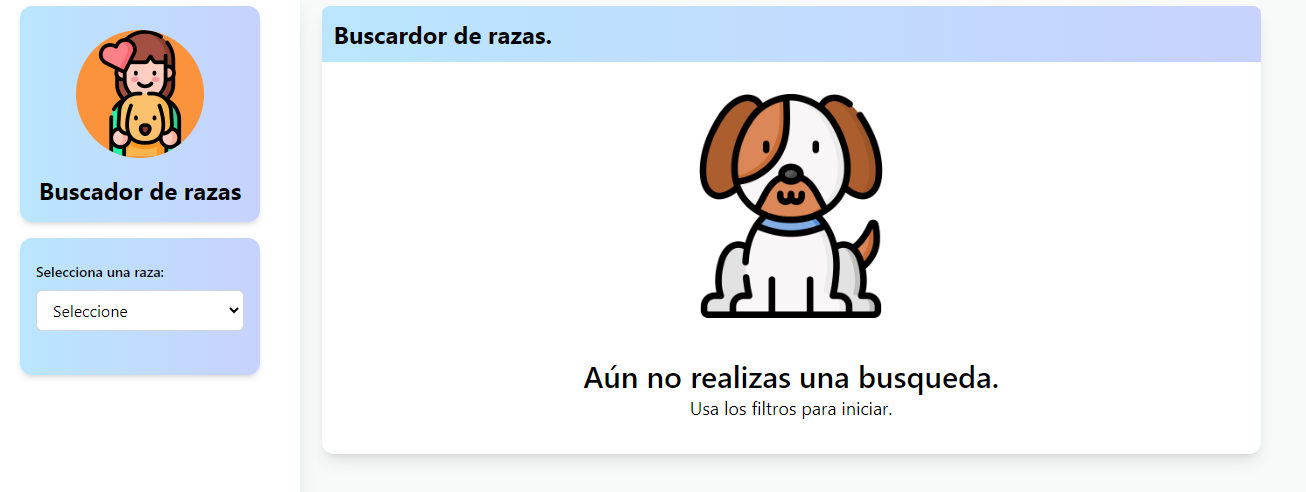 Buscador de razas
Selecciona una raza:
Seleccione
Buscardor de razas.
Aún no realizas una busqueda.
Usa los filtros para iniciar.